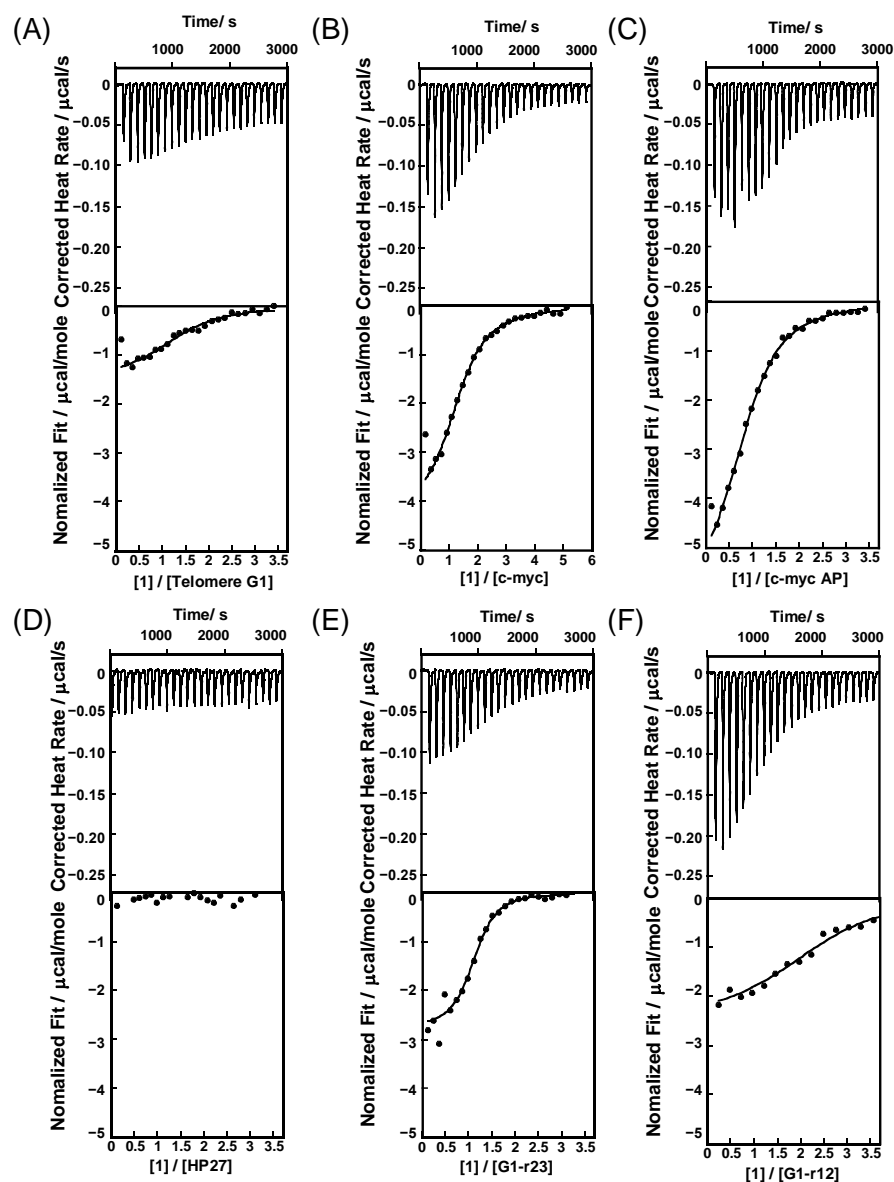 (A)
Time/ s
1000 2000 3000
Corrected Heat Rate / μcal/s
0
−0.05
−0.10
−0.15
−0.20
−0.25
Nomalized Fit / μcal/mole
0
−1
−2
−3
−4
−5
0 0.5 1 1.5 2 2.5 3 3.5
[1] / [Telomere G1]
(B)
Time/ s
0 1000 2000 3000
Corrected Heat Rate / μcal/s
0
−0.05
−0.10
−0.15
−0.20
−0.25
Nomalized Fit / μcal/mole
0
−1
−2
−3
−4
−5
0 1 2 3 4 5 6
[1] / [c-myc]
(C)
Time/ s
0 1000 2000 3000
Corrected Heat Rate / μcal/s
0
−0.05
−0.10
−0.15
−0.20
−0.25
Nomalized Fit / μcal/mole
0
−1
−2
−3
−4
−5
0 0.5 1 1.5 2 2.5 3 3.5
[1] / [c-myc AP]
(D)
Time/ s
1000 2000 3000
Corrected Heat Rate / μcal/s
0
−0.05
−0.10
−0.15
−0.20
−0.25
Nomalized Fit / μcal/mole
0
−1
−2
−3
−4
−5
0 0.5 1 1.5 2 2.5 3 3.5
[1] / [HP27]
(E)
Time/ s
0 1000 2000 3000
Corrected Heat Rate / μcal/s
0
−0.05
−0.10
−0.15
−0.20
−0.25
Nomalized Fit / μcal/mole
0
−1
−2
−3
−4
−5
0 0.5 1 1.5 2 2.5 3 3.5
[1] / [G1-r23]
(F)
Time/ s
0 1000 2000 3000
Corrected Heat Rate / μcal/s
0
−0.05
−0.10
−0.15
−0.20
−0.25
Nomalized Fit / μcal/mole
0
−1
−2
−3
−4
−5
0 0.5 1 1.5 2 2.5 3 3.5
[1] / [G1-r12]